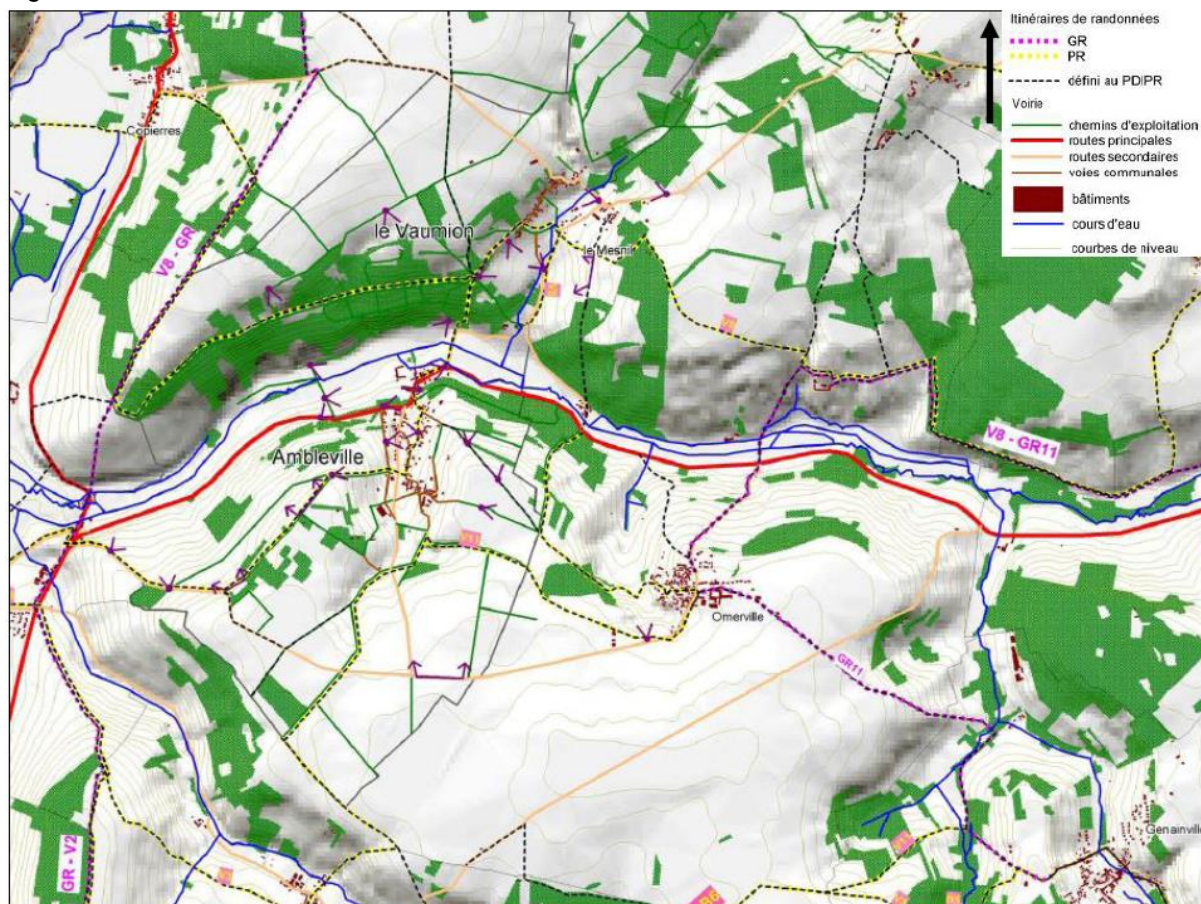 Itinéraires de randonnées
GR
PR
défini au PDIPR
Voirie
chemins d'exploitation
routes principales
routes secondaires
voies communales
bâtiments
cours d'eau
courbes de niveau
Copierres
V8 - GR
le Vaumion
le Mesnil
Ambleville
V8 - GR11
V11
Omerville
GR11
GR - V2
Genainville